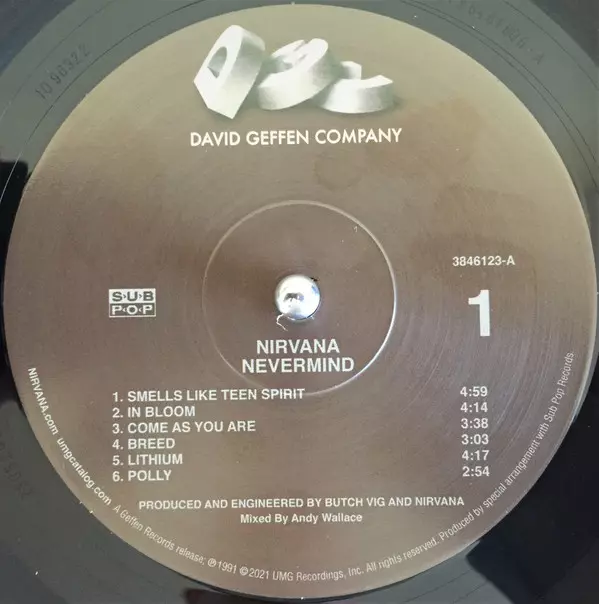 DAVID GEFFEN COMPANY
3846123-A
1
SUB
POP
NIRVANA
NEVERMIND
1. SMELLS LIKE TEEN SPIRIT 4:59
2. IN BLOOM 4:14
3. COME AS YOU ARE 3:38
4. BREED 3:03
5. LITHIUM 4:17
6. POLLY 2:54
PRODUCED AND ENGINEERED BY BUTCH VIG AND NIRVANA
Mixed By Andy Wallace
NIRVANA.com umgcatalog.com A Geffen Records release; ℗1991 ©2021 UMG Recordings, Inc. All rights reserved. Produced by special arrangement with Sub Pop Records